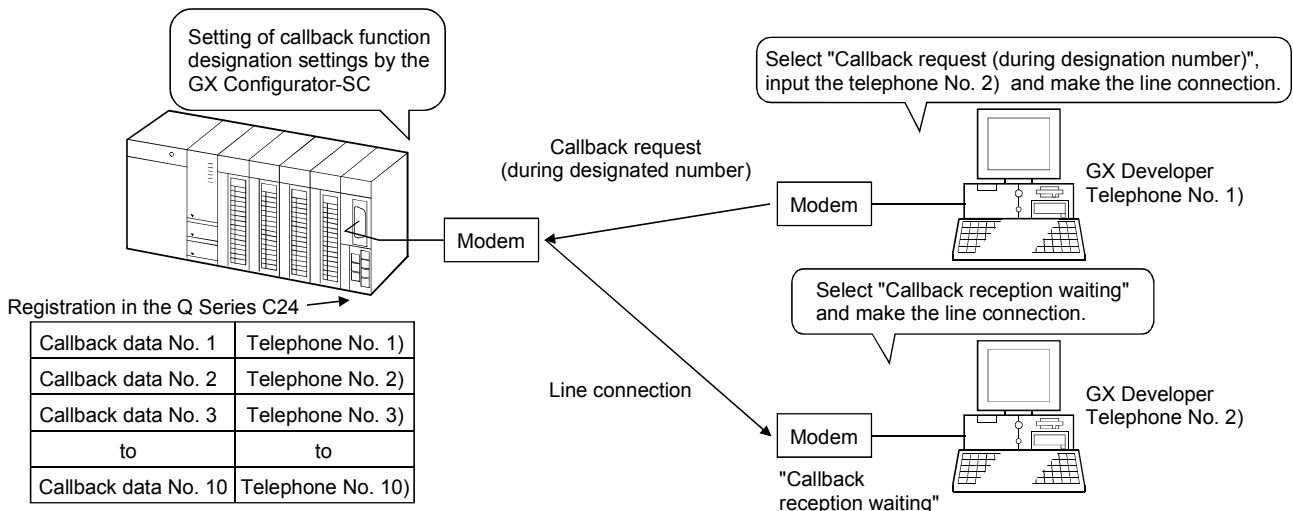 Setting of callback function
designation settings by the
GX Configurator-SC
Select "Callback request (during designation number)",
input the telephone No. 2) and make the line connection.
Callback request
(during designated number)
Modem
Modem
GX Developer
Telephone No. 1)
Select "Callback reception waiting"
and make the line connection.
Registration in the Q Series C24
Callback data No. 1 Telephone No. 1)
Callback data No. 2 Telephone No. 2)
Callback data No. 3 Telephone No. 3)
to to
Callback data No. 10 Telephone No. 10)
Line connection
Modem
GX Developer
Telephone No. 2)
"Callback
reception waiting"